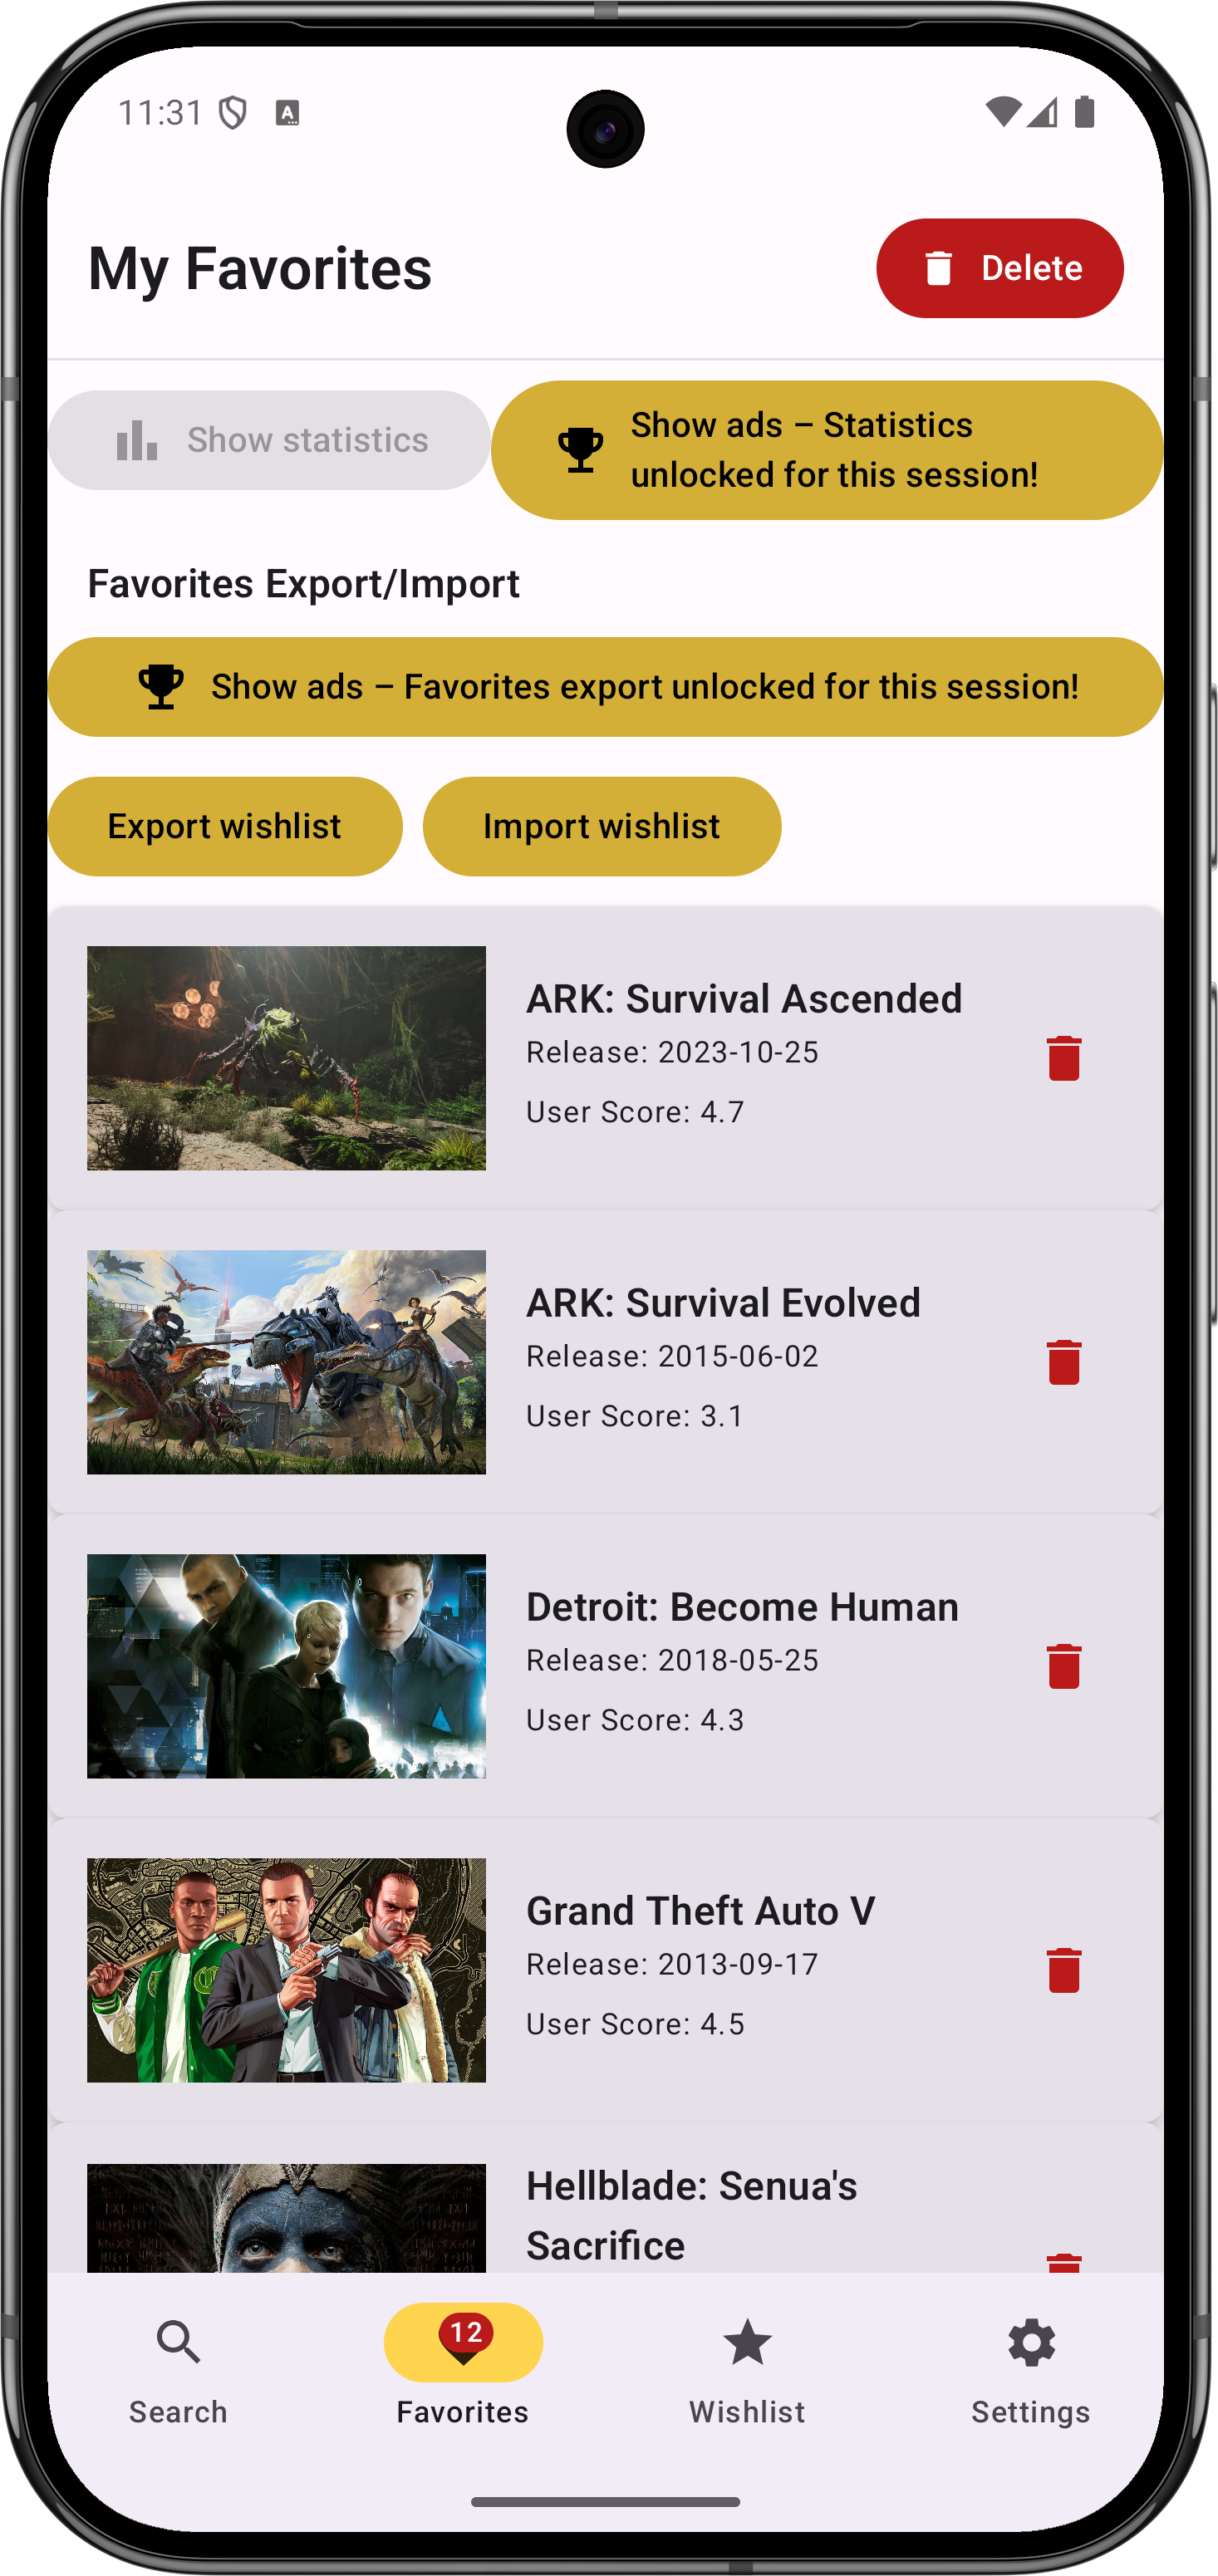 11:31
My Favorites
Delete
Show statistics
Show ads – Statistics
unlocked for this session!
Favorites Export/Import
Show ads – Favorites export unlocked for this session!
Export wishlist
Import wishlist
ARK: Survival Ascended
Release: 2023-10-25
User Score: 4.7
ARK: Survival Evolved
Release: 2015-06-02
User Score: 3.1
Detroit: Become Human
Release: 2018-05-25
User Score: 4.3
Grand Theft Auto V
Release: 2013-09-17
User Score: 4.5
Hellblade: Senua's
Sacrifice
12
Search
Favorites
Wishlist
Settings